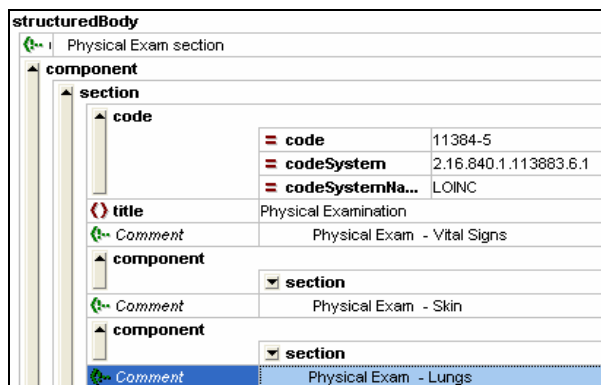 structuredBody
Physical Exam section
component
section
code
= code 11384-5
= codeSystem 2.16.840.1.113883.6.1
= codeSystemNa... LOINC
title Physical Examination
Comment Physical Exam - Vital Signs
component
section
Comment Physical Exam - Skin
component
section
Comment Physical Exam - Lungs